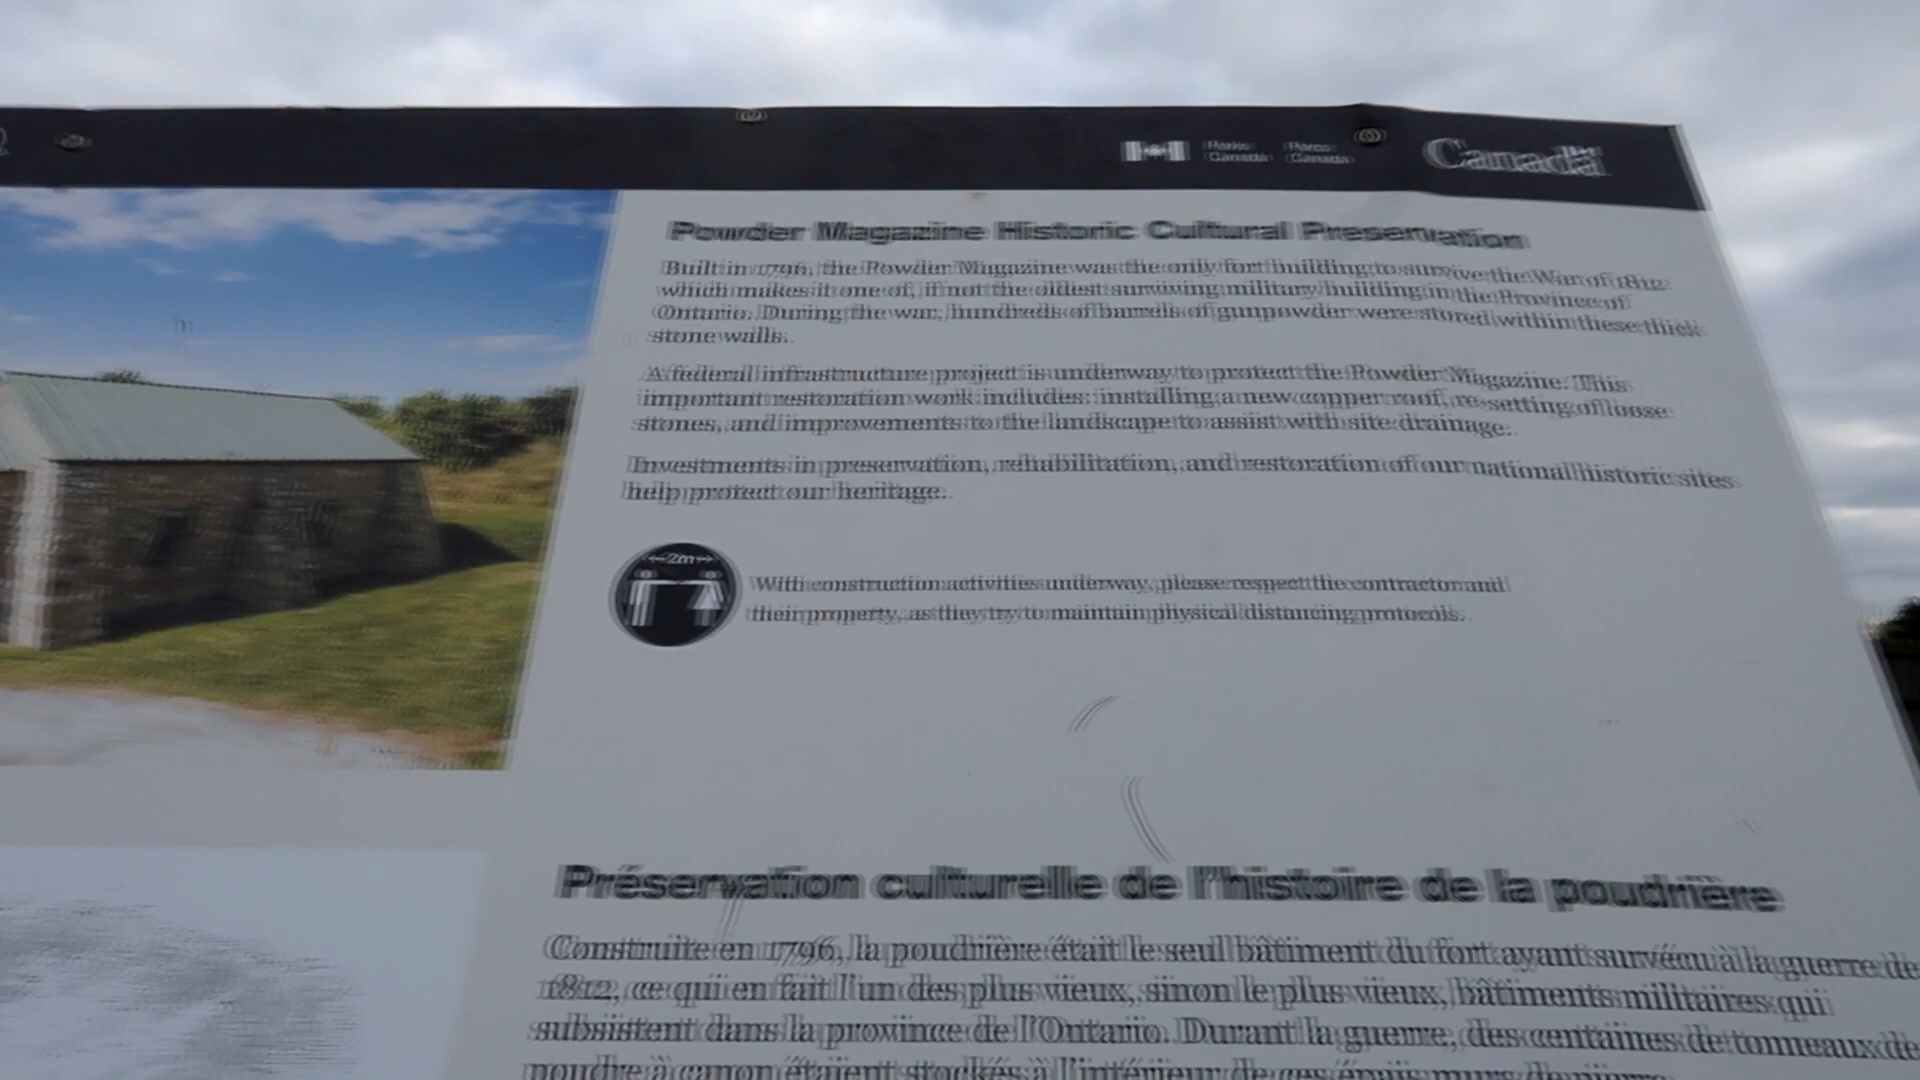 Parks Canada
Parcs Canada
Canada
Powder Magazine Historic Cultural Preservation
Built in 1796, the Powder Magazine was the only fort building to survive the War of 1812
which makes it one of, if not the oldest surviving military building in the Province of
Ontario. During the war, hundreds of barrels of gunpowder were stored within these thick
stone walls.
A federal infrastructure project is underway to protect the Powder Magazine. This
important restoration work includes: installing a new copper roof, re-setting of loose
stones, and improvements to the landscape to assist with site drainage.
Investments in preservation, rehabilitation, and restoration of our national historic sites
help protect our heritage.
2m
With construction activities underway, please respect the contractor and
their property, as they try to maintain physical distancing protocols.
Préservation culturelle de l'histoire de la poudrière
Construite en 1796, la poudrière était le seul bâtiment du fort ayant survécu à la guerre de
1812, ce qui en fait l'un des plus vieux, sinon le plus vieux, bâtiments militaires qui
subsistent dans la province de l'Ontario. Durant la guerre, des centaines de tonneaux de
poudre à canon étaient stockés à l'intérieur de ces épais murs de pierre.